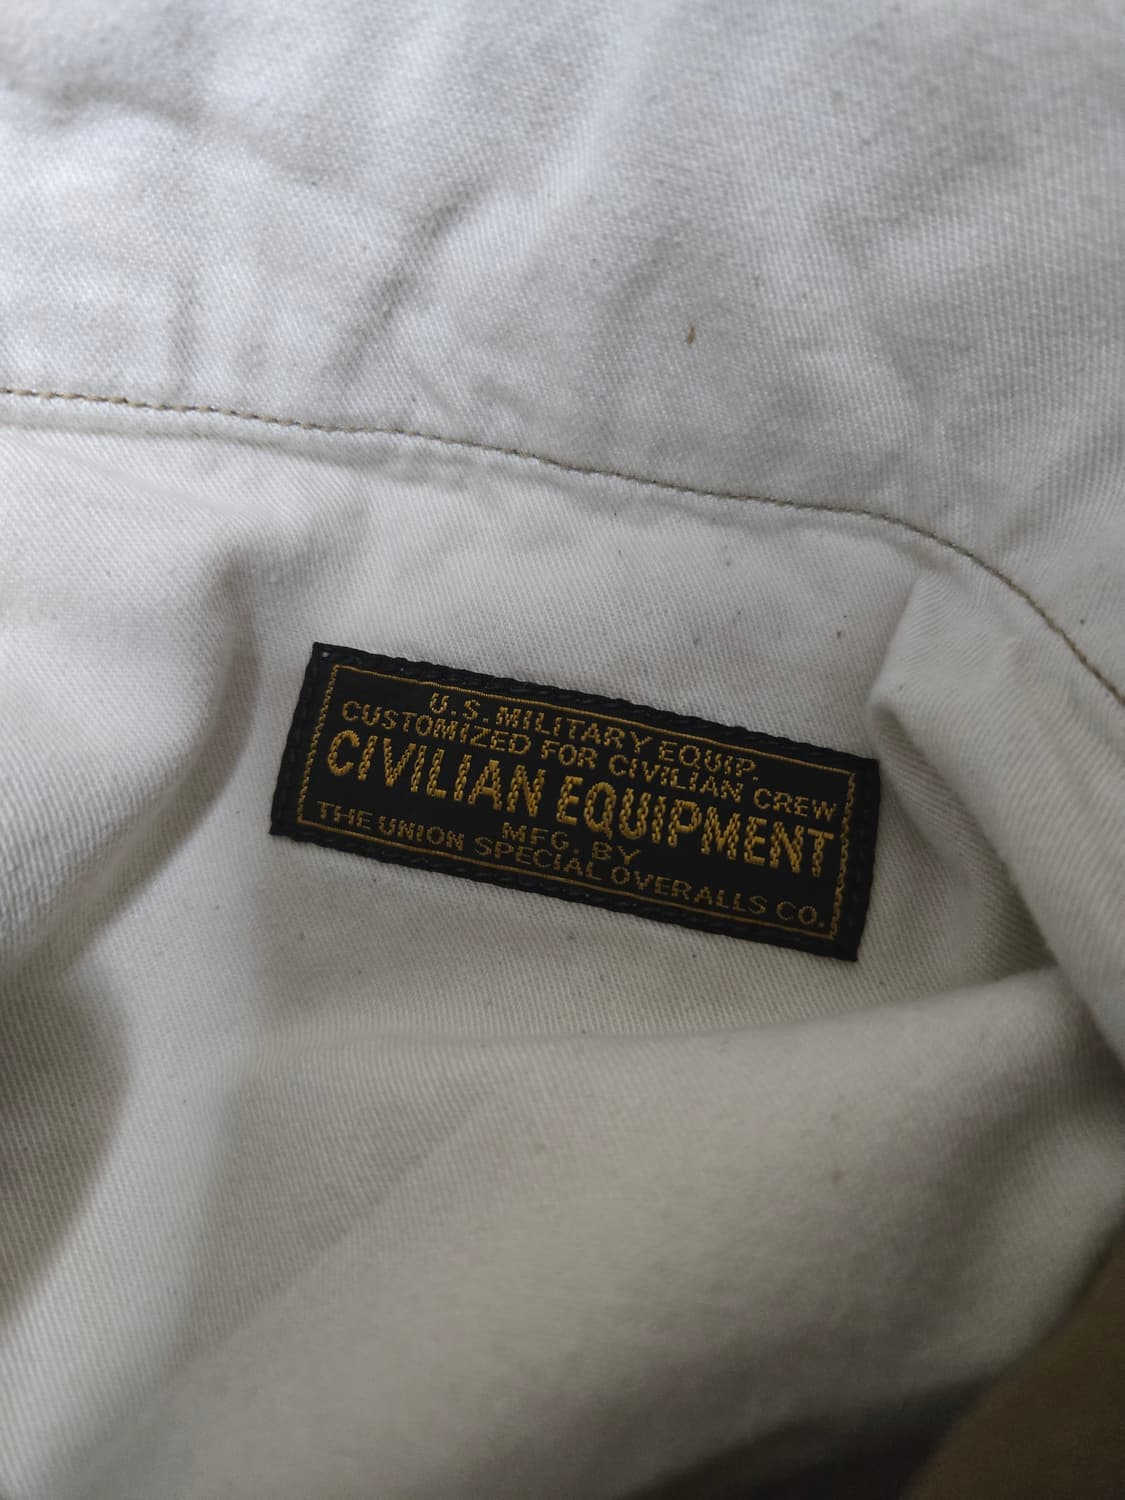 U.S. MILITARY EQUIP.
CUSTOMIZED FOR CIVILIAN CREW
CIVILIAN EQUIPMENT
MFG. BY
THE UNION SPECIAL OVERALLS CO.